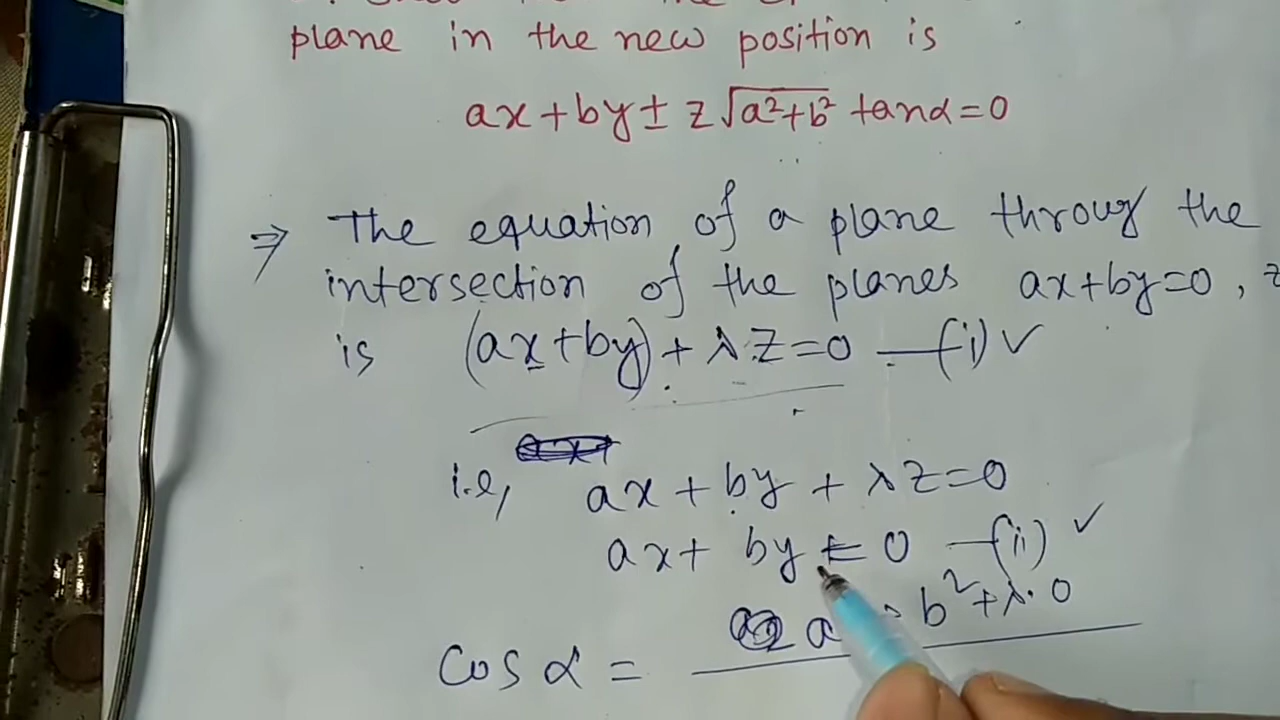 plane in the new position is
ax+by± z√a²+b² tanα=0
⇒ The equation of a plane throug the
intersection of the planes ax+by=0, z
is (ax+by)+λ.z=0 —(i) ✓
i.e, ax+by+λz=0
ax+by=0 —(ii) ✓
b²+λ.0
cosα=